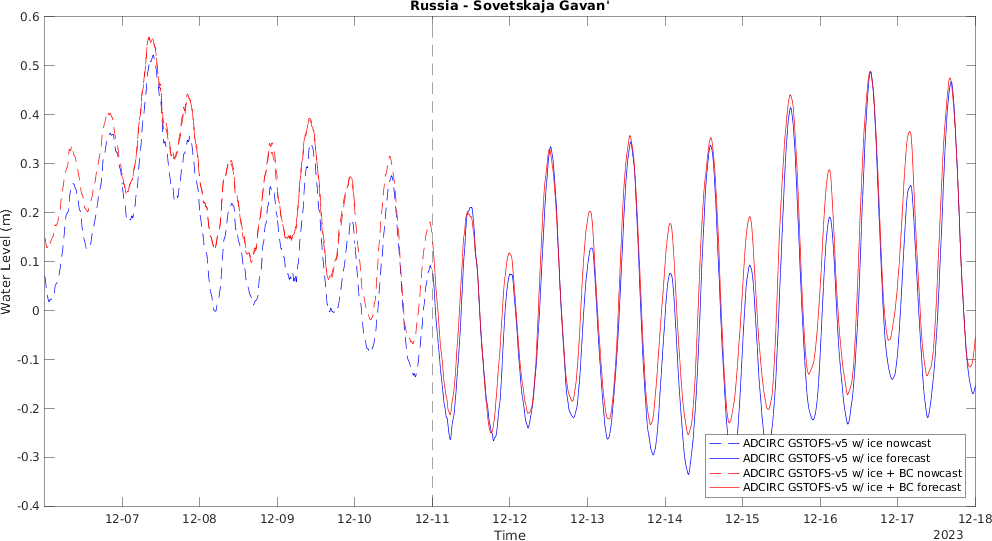 Russia - Sovetskaja Gavan'
0.6
0.5
0.4
0.3
0.2
0.1
0
-0.1
-0.2
-0.3
-0.4
Water Level (m)
ADCIRC GSTOFS-v5 w/ ice nowcast
ADCIRC GSTOFS-v5 w/ ice forecast
ADCIRC GSTOFS-v5 w/ ice + BC nowcast
ADCIRC GSTOFS-v5 w/ ice + BC forecast
12-07 12-08 12-09 12-10 12-11 12-12 12-13 12-14 12-15 12-16 12-17 12-18
Time
2023